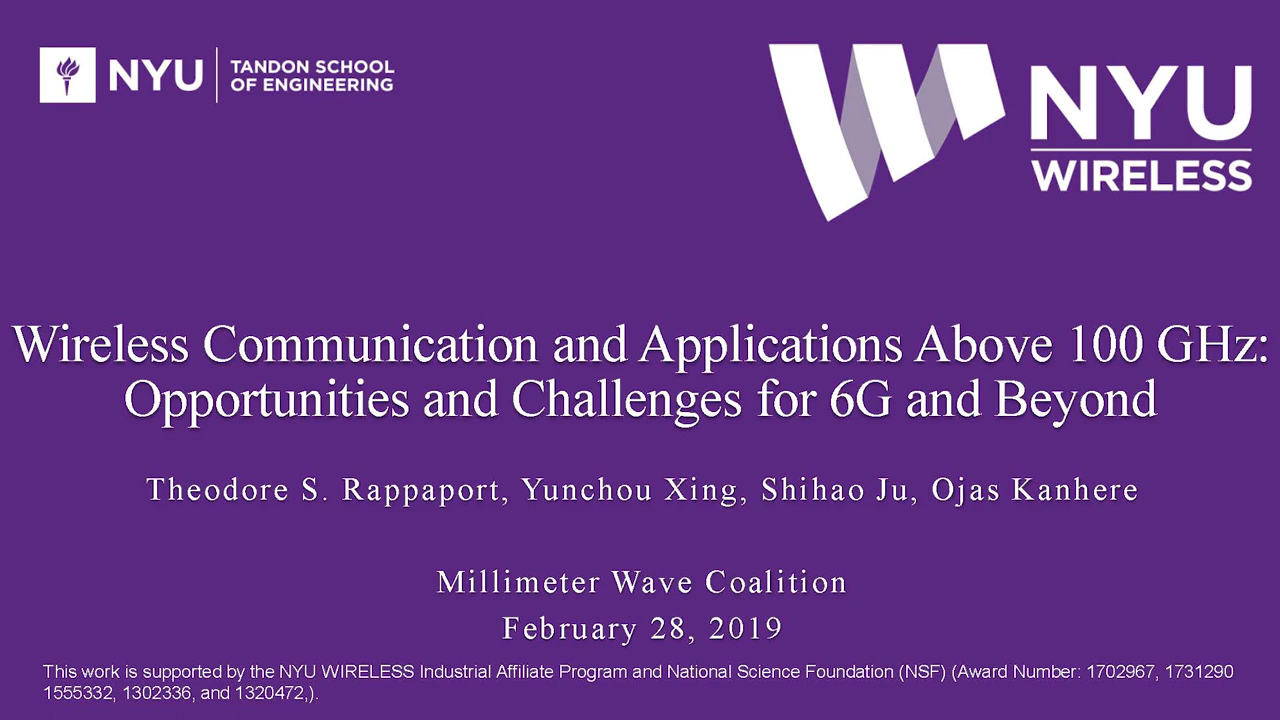 NYU
TANDON SCHOOL
OF ENGINEERING
NYU
WIRELESS
Wireless Communication and Applications Above 100 GHz:
Opportunities and Challenges for 6G and Beyond
Theodore S. Rappaport, Yunchou Xing, Shihao Ju, Ojas Kanhere
Millimeter Wave Coalition
February 28, 2019
This work is supported by the NYU WIRELESS Industrial Affiliate Program and National Science Foundation (NSF) (Award Number: 1702967, 1731290
1555332, 1302336, and 1320472,).